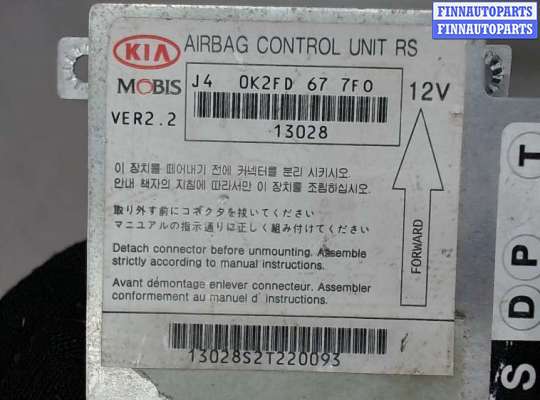 FINNAUTOPARTS
FINNAUTOPARTS
KIA AIRBAG CONTROL UNIT RS
MOBIS J4 0K2FD 67 7F0 12V
VER2.2 13028
이 장치를 떼어내기 전에 카넥터를 분리 시키시오.
안내 책자의 지침에 따라서만 이 장치를 조립하십시오.
取り外す前にコネクタを抜いてください
マニュアルの指示通りに正しく組み付けてください。
Detach connector before unmounting. Assemble
strictly according to manual instructions.
Avant démontage enlever connecteur. Assembler
conformement au manuel d' instructions.
FORWARD
13028S2T220093
S D P T